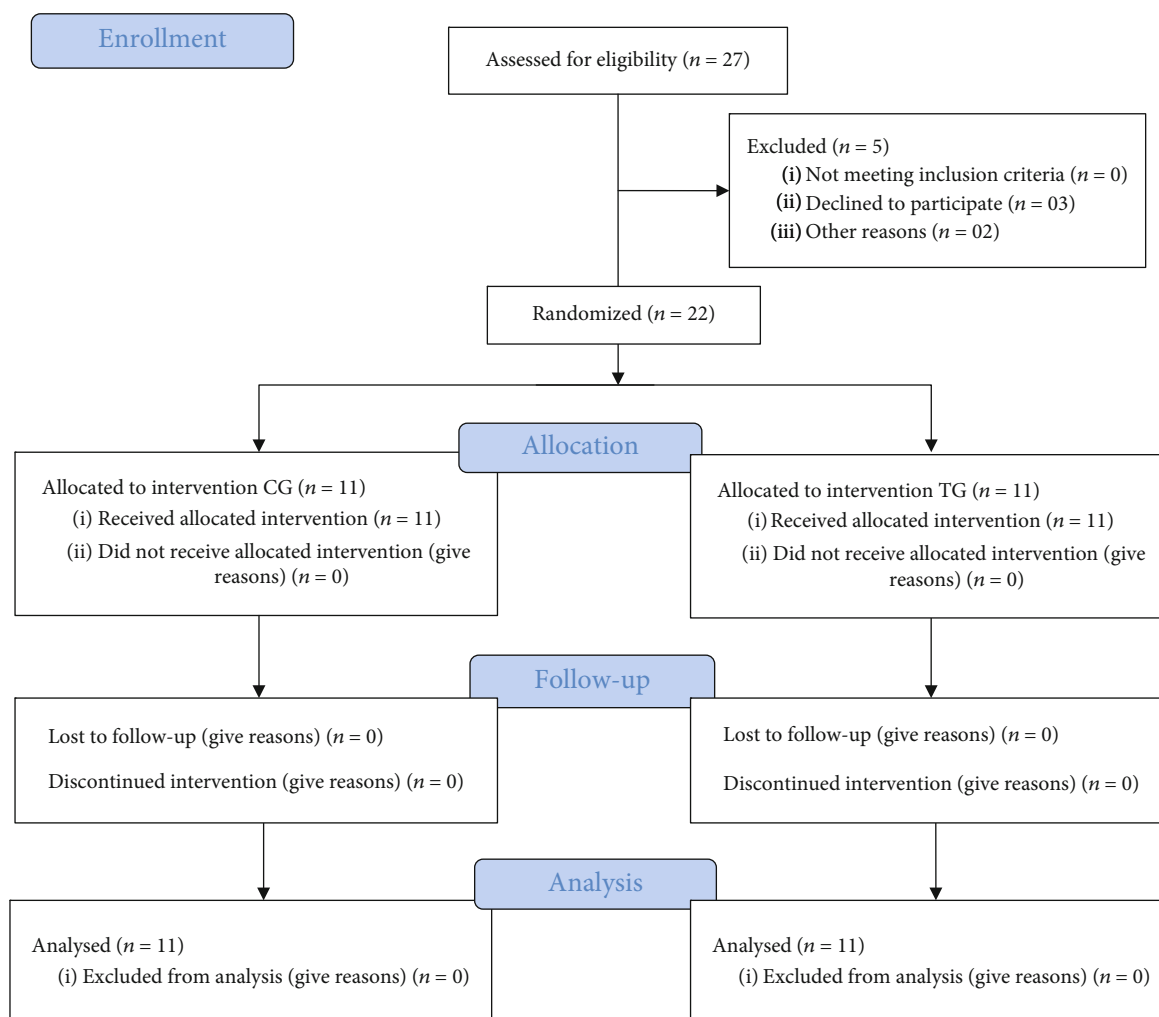 Enrollment
Assessed for eligibility (n = 27)
Excluded (n = 5)
(i) Not meeting inclusion criteria (n = 0)
(ii) Declined to participate (n = 03)
(iii) Other reasons (n = 02)
Randomized (n = 22)
Allocation
Allocated to intervention CG (n = 11)
(i) Received allocated intervention (n = 11)
(ii) Did not receive allocated intervention (give
reasons) (n = 0)
Allocated to intervention TG (n = 11)
(i) Received allocated intervention (n = 11)
(ii) Did not receive allocated intervention (give
reasons) (n = 0)
Follow-up
Lost to follow-up (give reasons) (n = 0)
Discontinued intervention (give reasons) (n = 0)
Lost to follow-up (give reasons) (n = 0)
Discontinued intervention (give reasons) (n = 0)
Analysis
Analysed (n = 11)
(i) Excluded from analysis (give reasons) (n = 0)
Analysed (n = 11)
(i) Excluded from analysis (give reasons) (n = 0)